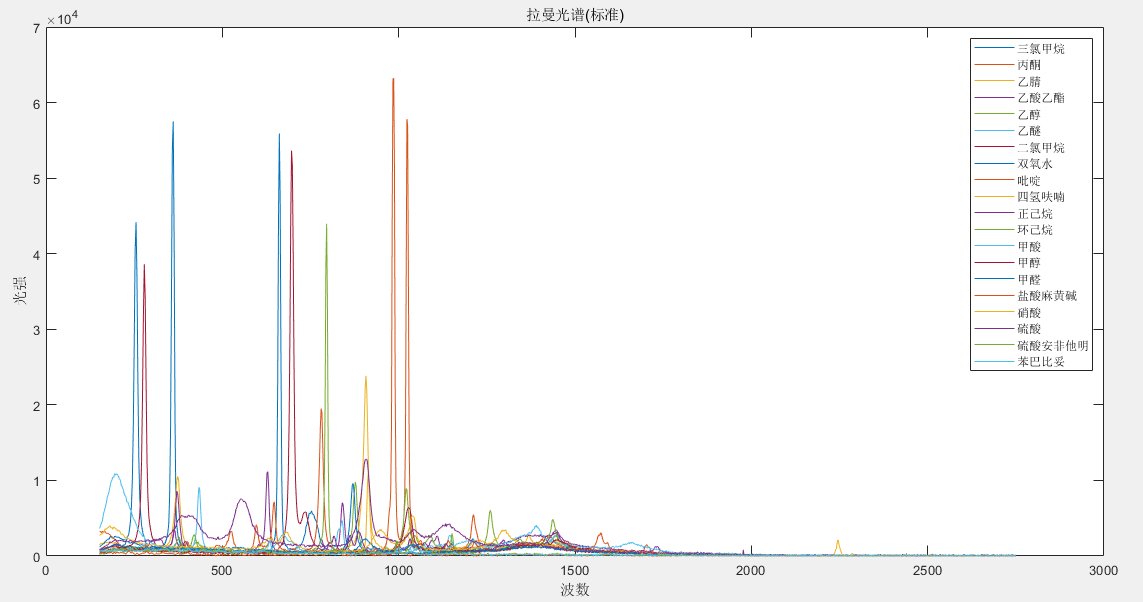 拉曼光谱(标准)
×10⁴
7
6
5
4
3
2
1
0
光强
0 500 1000 1500 2000 2500 3000
波数
三氯甲烷
丙酮
乙腈
乙酸乙酯
乙醇
乙醚
二氯甲烷
双氧水
吡啶
四氢呋喃
正己烷
环己烷
甲酸
甲醇
甲醛
盐酸麻黄碱
硝酸
硫酸
硫酸安非他明
苯巴比妥